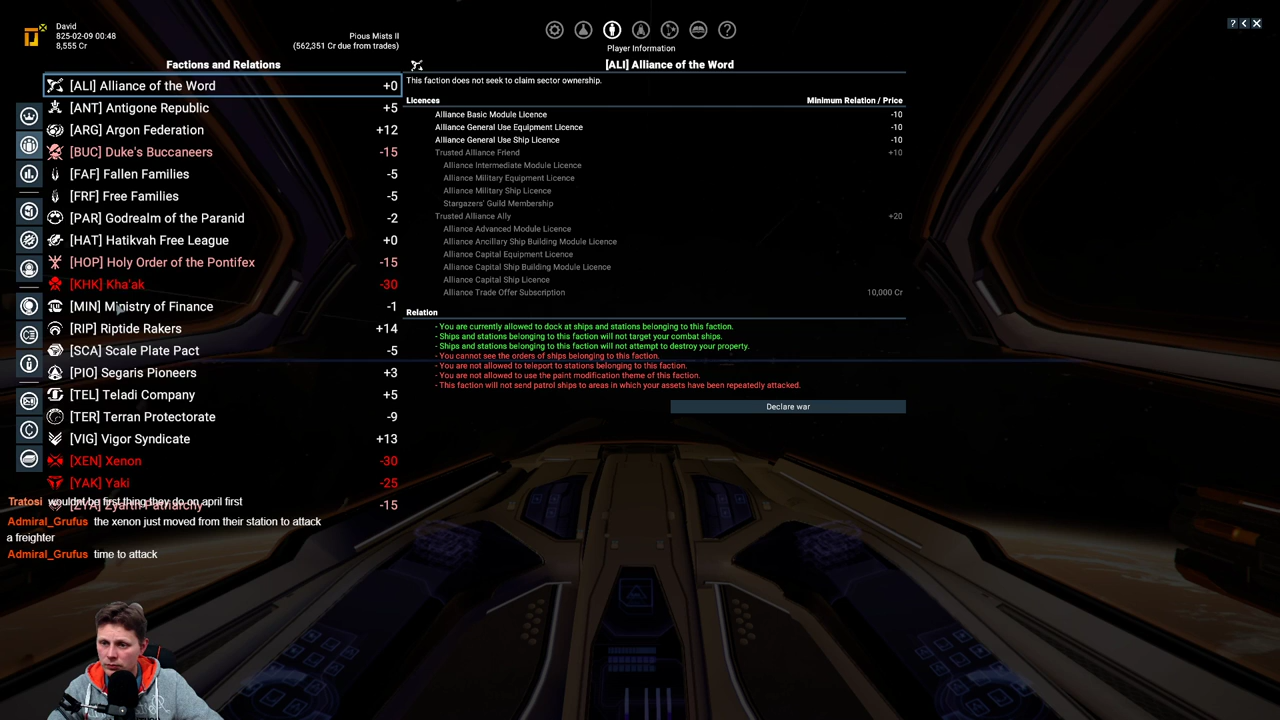 David
825-02-09 00:48
8,555 Cr
Pious Mists II
(562,351 Cr due from trades)
Player Information
Factions and Relations
[ALI] Alliance of the Word +0
[ANT] Antigone Republic +5
[ARG] Argon Federation +12
[BUC] Duke's Buccaneers -15
[FAF] Fallen Families -5
[FRF] Free Families -5
[PAR] Godrealm of the Paranid -2
[HAT] Hatikvah Free League +0
[HOP] Holy Order of the Pontifex -15
[KHK] Kha'ak -30
[MIN] Ministry of Finance -1
[RIP] Riptide Rakers +14
[SCA] Scale Plate Pact -5
[PIO] Segaris Pioneers +3
[TEL] Teladi Company +5
[TER] Terran Protectorate -9
[VIG] Vigor Syndicate +13
[XEN] Xenon -30
[YAK] Yaki -25
[ZYA] Zyarth Patriarchy -15
Tratosi wouldnt be first thing they do on april first
Admiral_Grufus the xenon just moved from their station to attack
a freighter
Admiral_Grufus time to attack
[ALI] Alliance of the Word
This faction does not seek to claim sector ownership.
Licences Minimum Relation / Price
Alliance Basic Module Licence -10
Alliance General Use Equipment Licence -10
Alliance General Use Ship Licence -10
Trusted Alliance Friend +10
Alliance Intermediate Module Licence
Alliance Military Equipment Licence
Alliance Military Ship Licence
Stargazers' Guild Membership
Trusted Alliance Ally +20
Alliance Advanced Module Licence
Alliance Ancillary Ship Building Module Licence
Alliance Capital Equipment Licence
Alliance Capital Ship Building Module Licence
Alliance Capital Ship Licence
Alliance Trade Offer Subscription 10,000 Cr
Relation
- You are currently allowed to dock at ships and stations belonging to this faction.
- Ships and stations belonging to this faction will not target your combat ships.
- Ships and stations belonging to this faction will not attempt to destroy your property.
- You cannot see the orders of ships belonging to this faction.
- You are not allowed to teleport to stations belonging to this faction.
- You are not allowed to use the paint modification theme of this faction.
- This faction will not send patrol ships to areas in which your assets have been repeatedly attacked.
Declare war